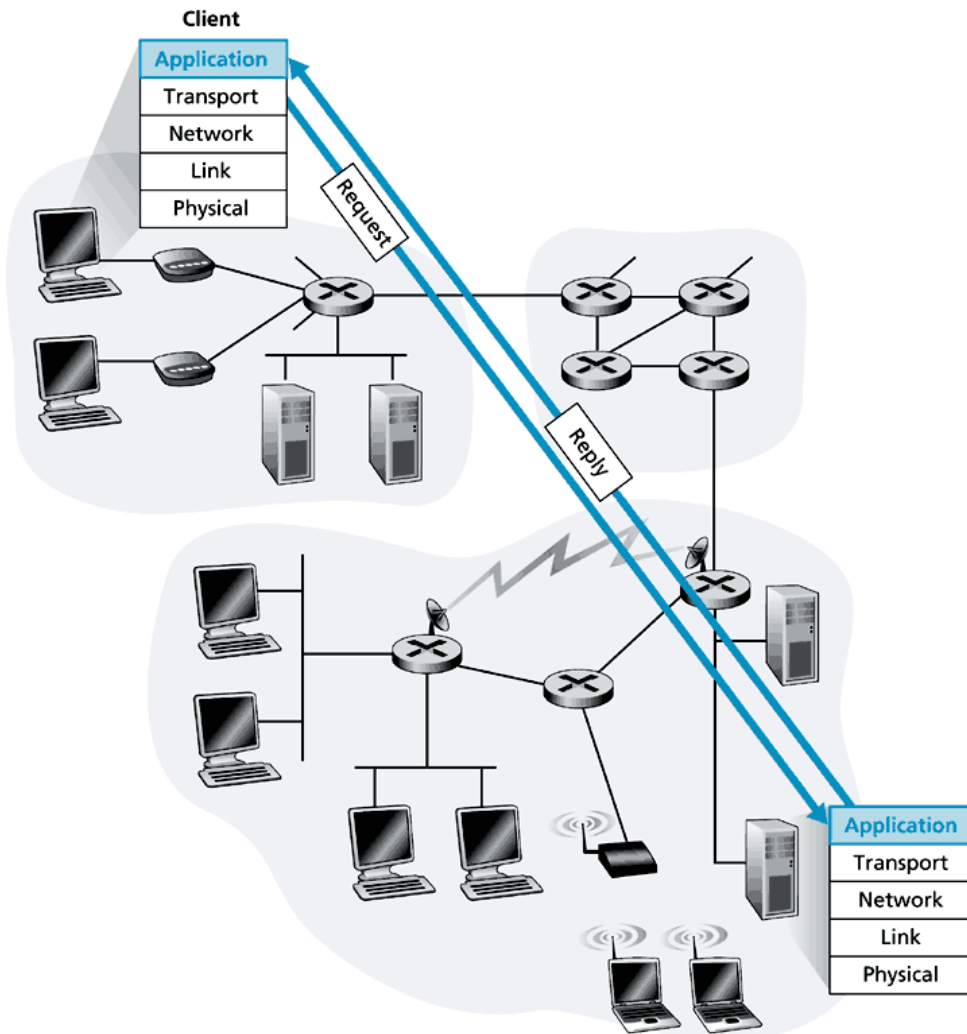 Client
Application
Transport
Network
Link
Physical
Request
Reply
Application
Transport
Network
Link
Physical